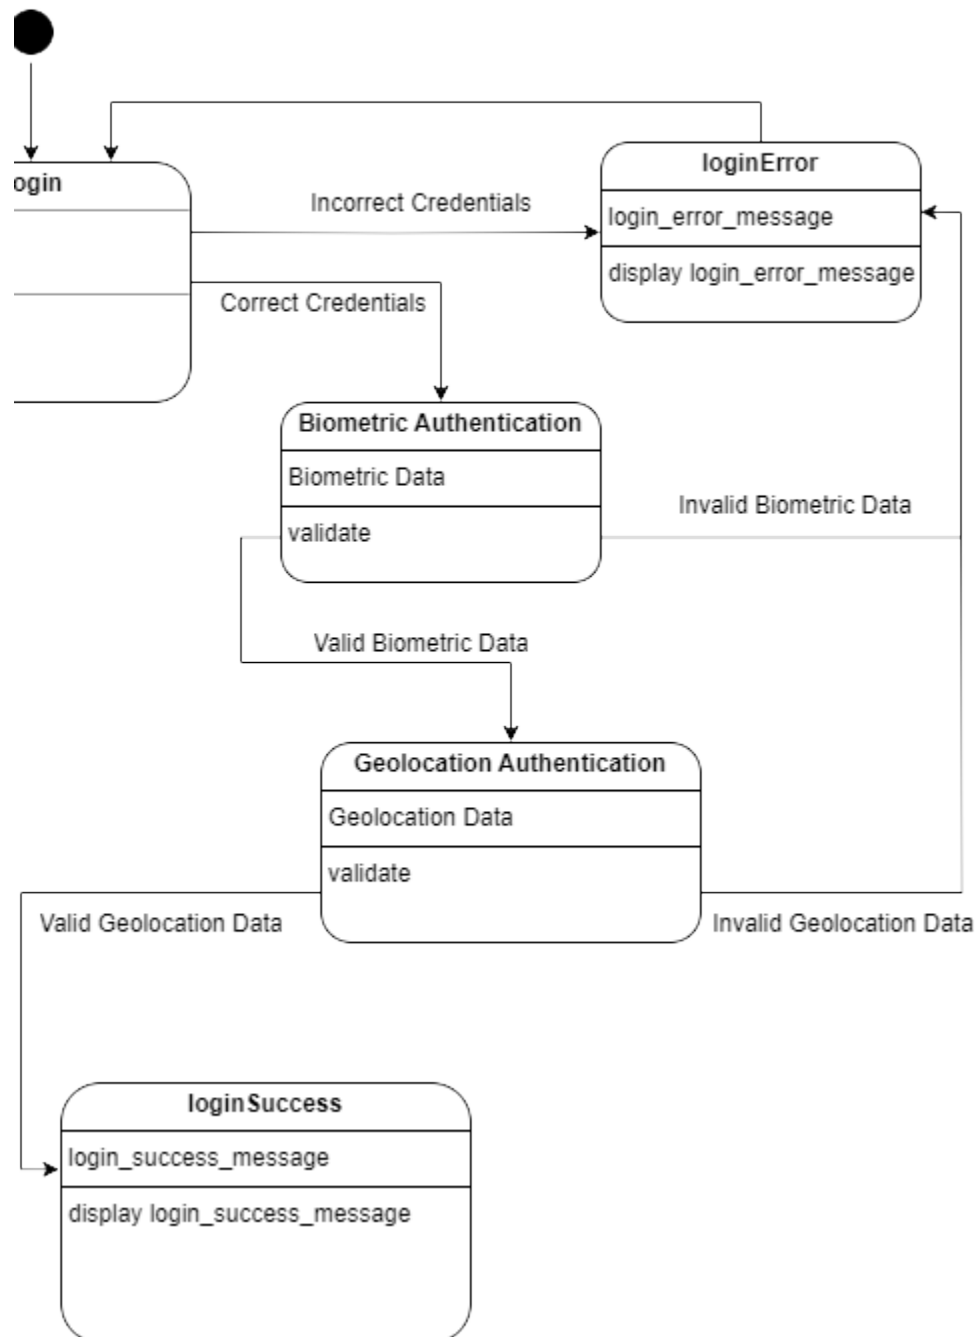 ogin
loginError
Incorrect Credentials
login_error_message
display login_error_message
Correct Credentials
Biometric Authentication
Biometric Data
Invalid Biometric Data
validate
Valid Biometric Data
Geolocation Authentication
Geolocation Data
validate
Valid Geolocation Data
Invalid Geolocation Data
loginSuccess
login_success_message
display login_success_message